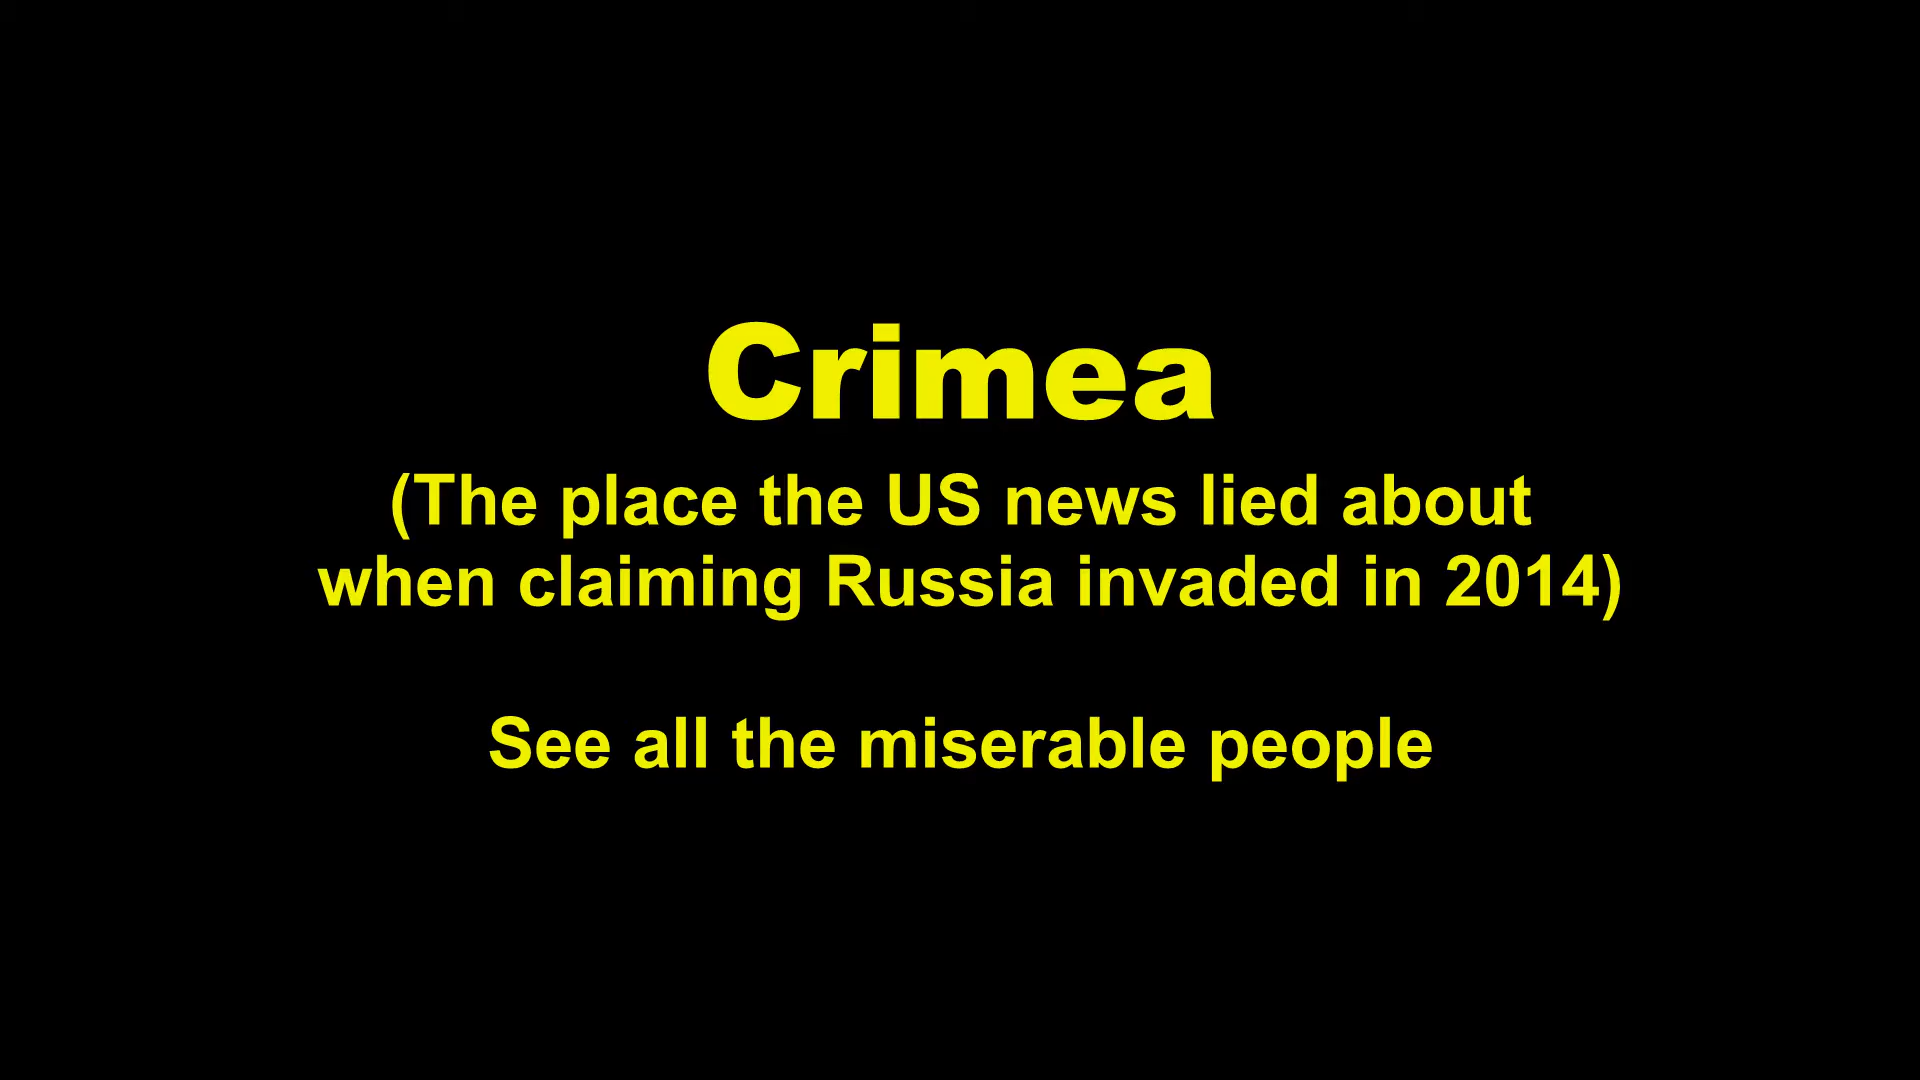 Crimea
(The place the US news lied about
when claiming Russia invaded in 2014)
See all the miserable people